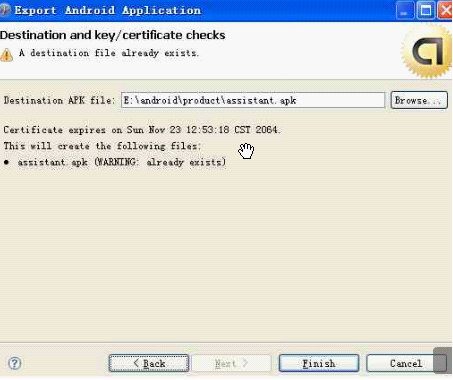 Export Android Application
Destination and key/certificate checks
A destination file already exists.
Destination APK file: E:\android\product\assistant.apk Browse...
Certificate expires on Sun Nov 23 12:53:18 CST 2064.
This will create the following files:
• assistant.apk (WARNING: already exists)
? < Back Next > Finish Cancel